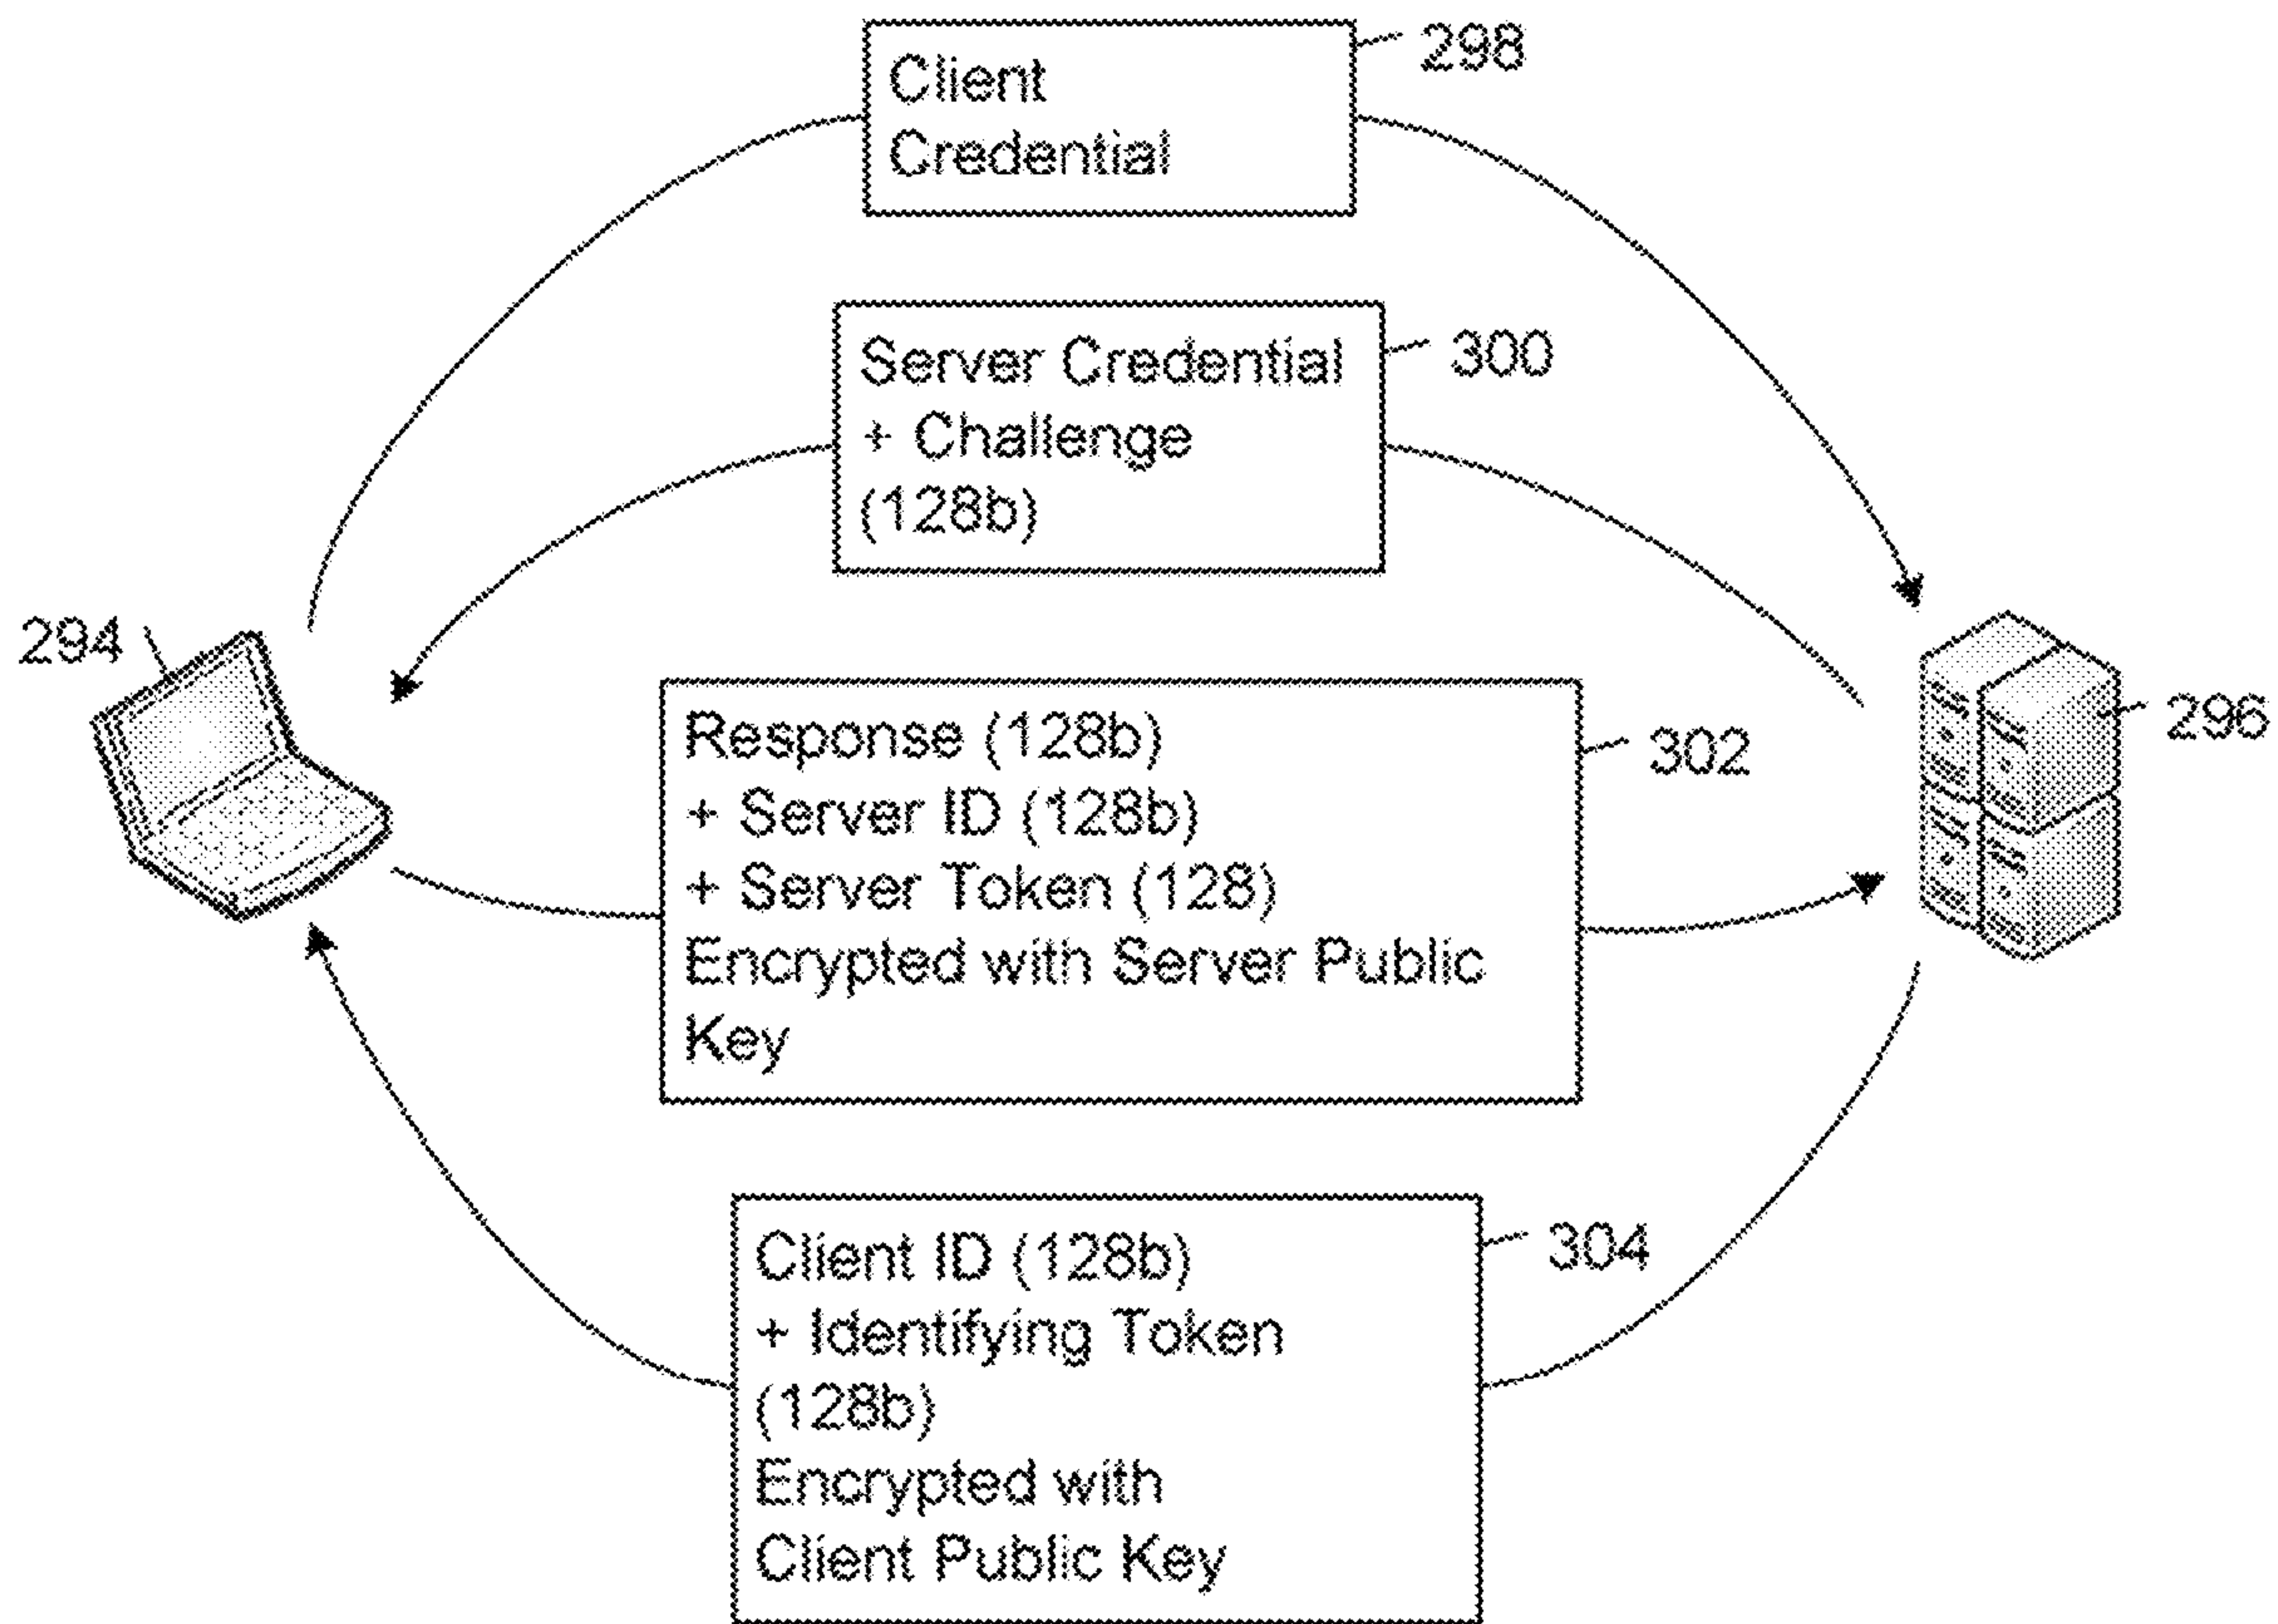 298
Client
Credential
300
Server Credential
+ Challenge
(128b)
294
296
302
Response (128b)
+ Server ID (128b)
+ Server Token (128)
Encrypted with Server Public
Key
304
Client ID (128b)
+ Identifying Token
(128b)
Encrypted with
Client Public Key